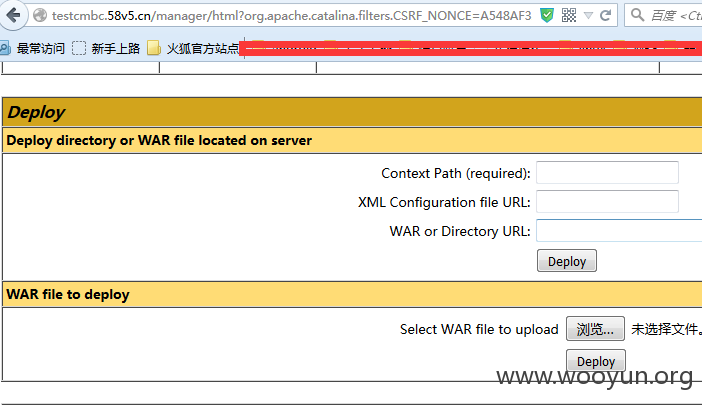 testcmbc.58v5.cn/manager/html?org.apache.catalina.filters.CSRF_NONCE=A548AF3 百度 <Ct
最常访问 新手上路 火狐官方站点
Deploy
Deploy directory or WAR file located on server
Context Path (required):
XML Configuration file URL:
WAR or Directory URL:
Deploy
WAR file to deploy
Select WAR file to upload 浏览... 未选择文件。
Deploy
www.wooyun.org